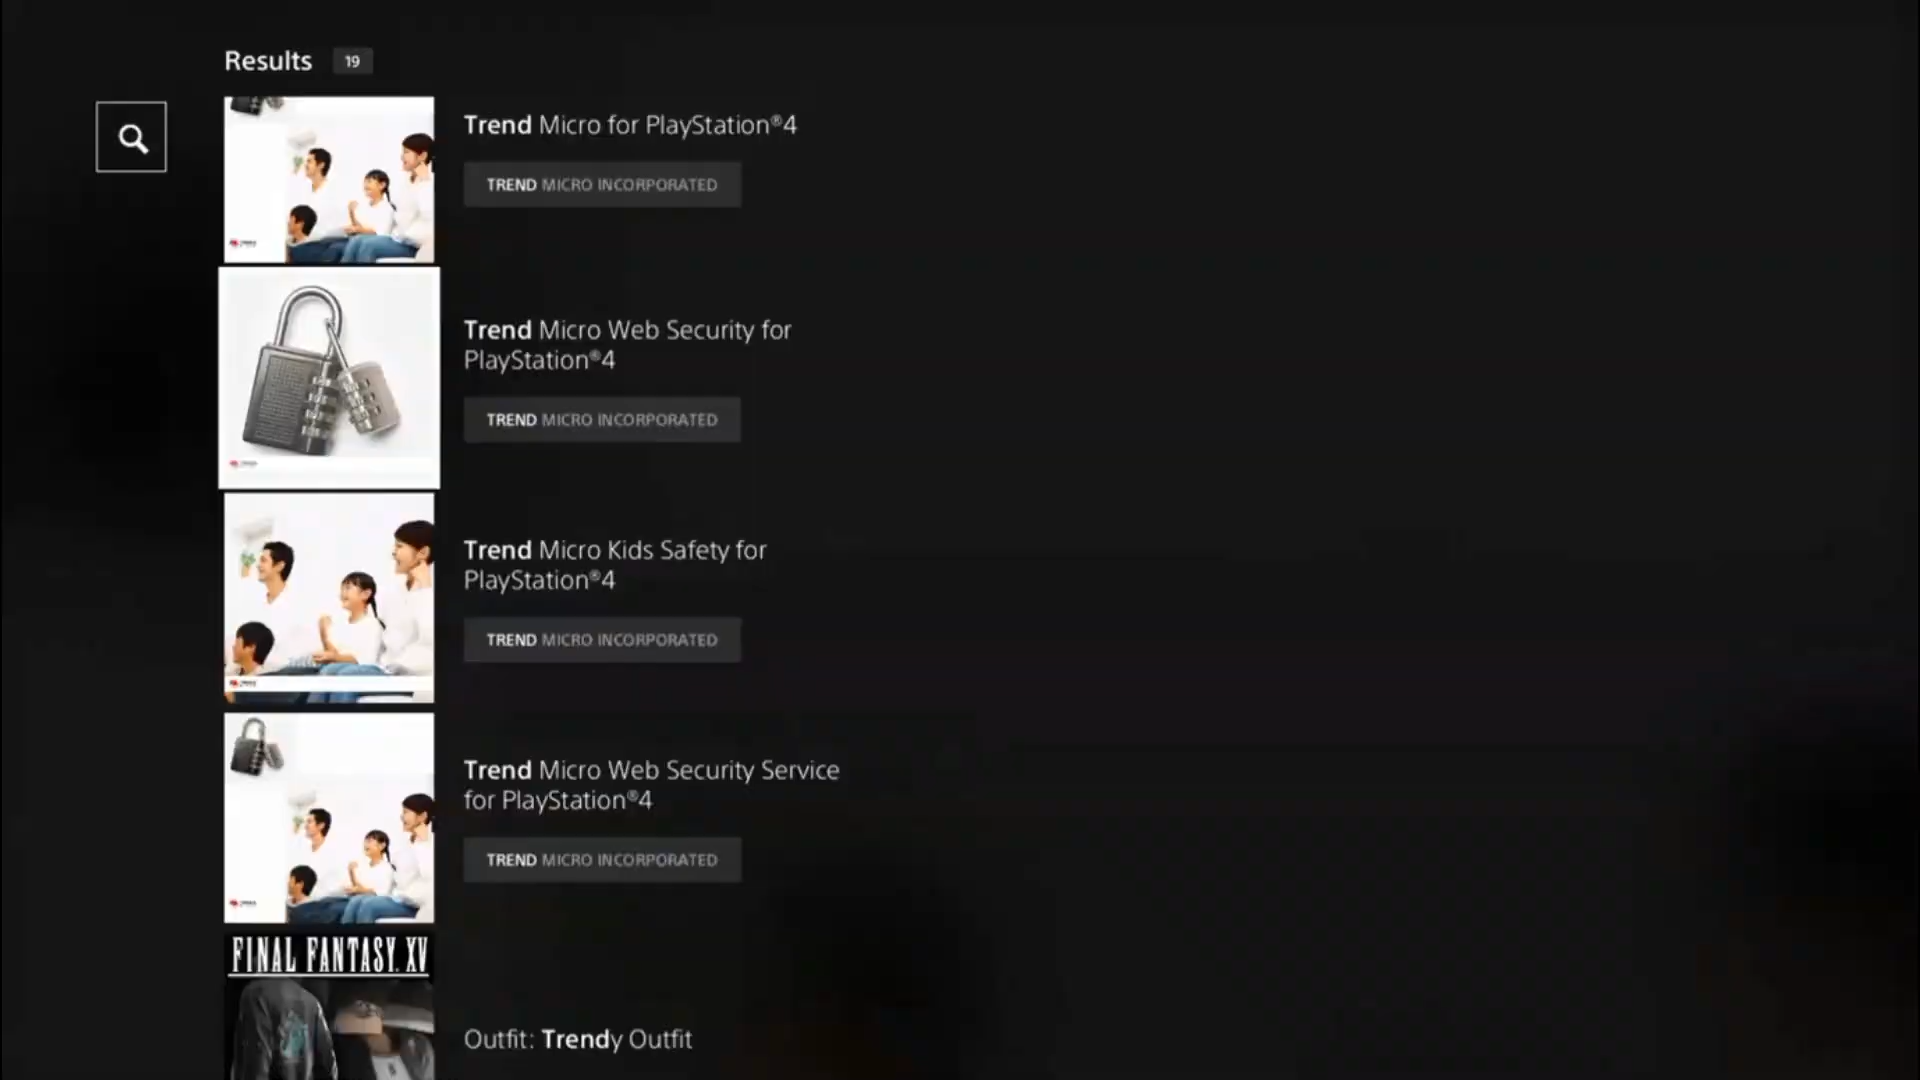 Results 19
Trend Micro for PlayStation®4
TREND MICRO INCORPORATED
Trend Micro Web Security for
PlayStation®4
TREND MICRO INCORPORATED
Trend Micro Kids Safety for
PlayStation®4
TREND MICRO INCORPORATED
Trend Micro Web Security Service
for PlayStation®4
TREND MICRO INCORPORATED
FINAL FANTASY XV
Outfit: Trendy Outfit